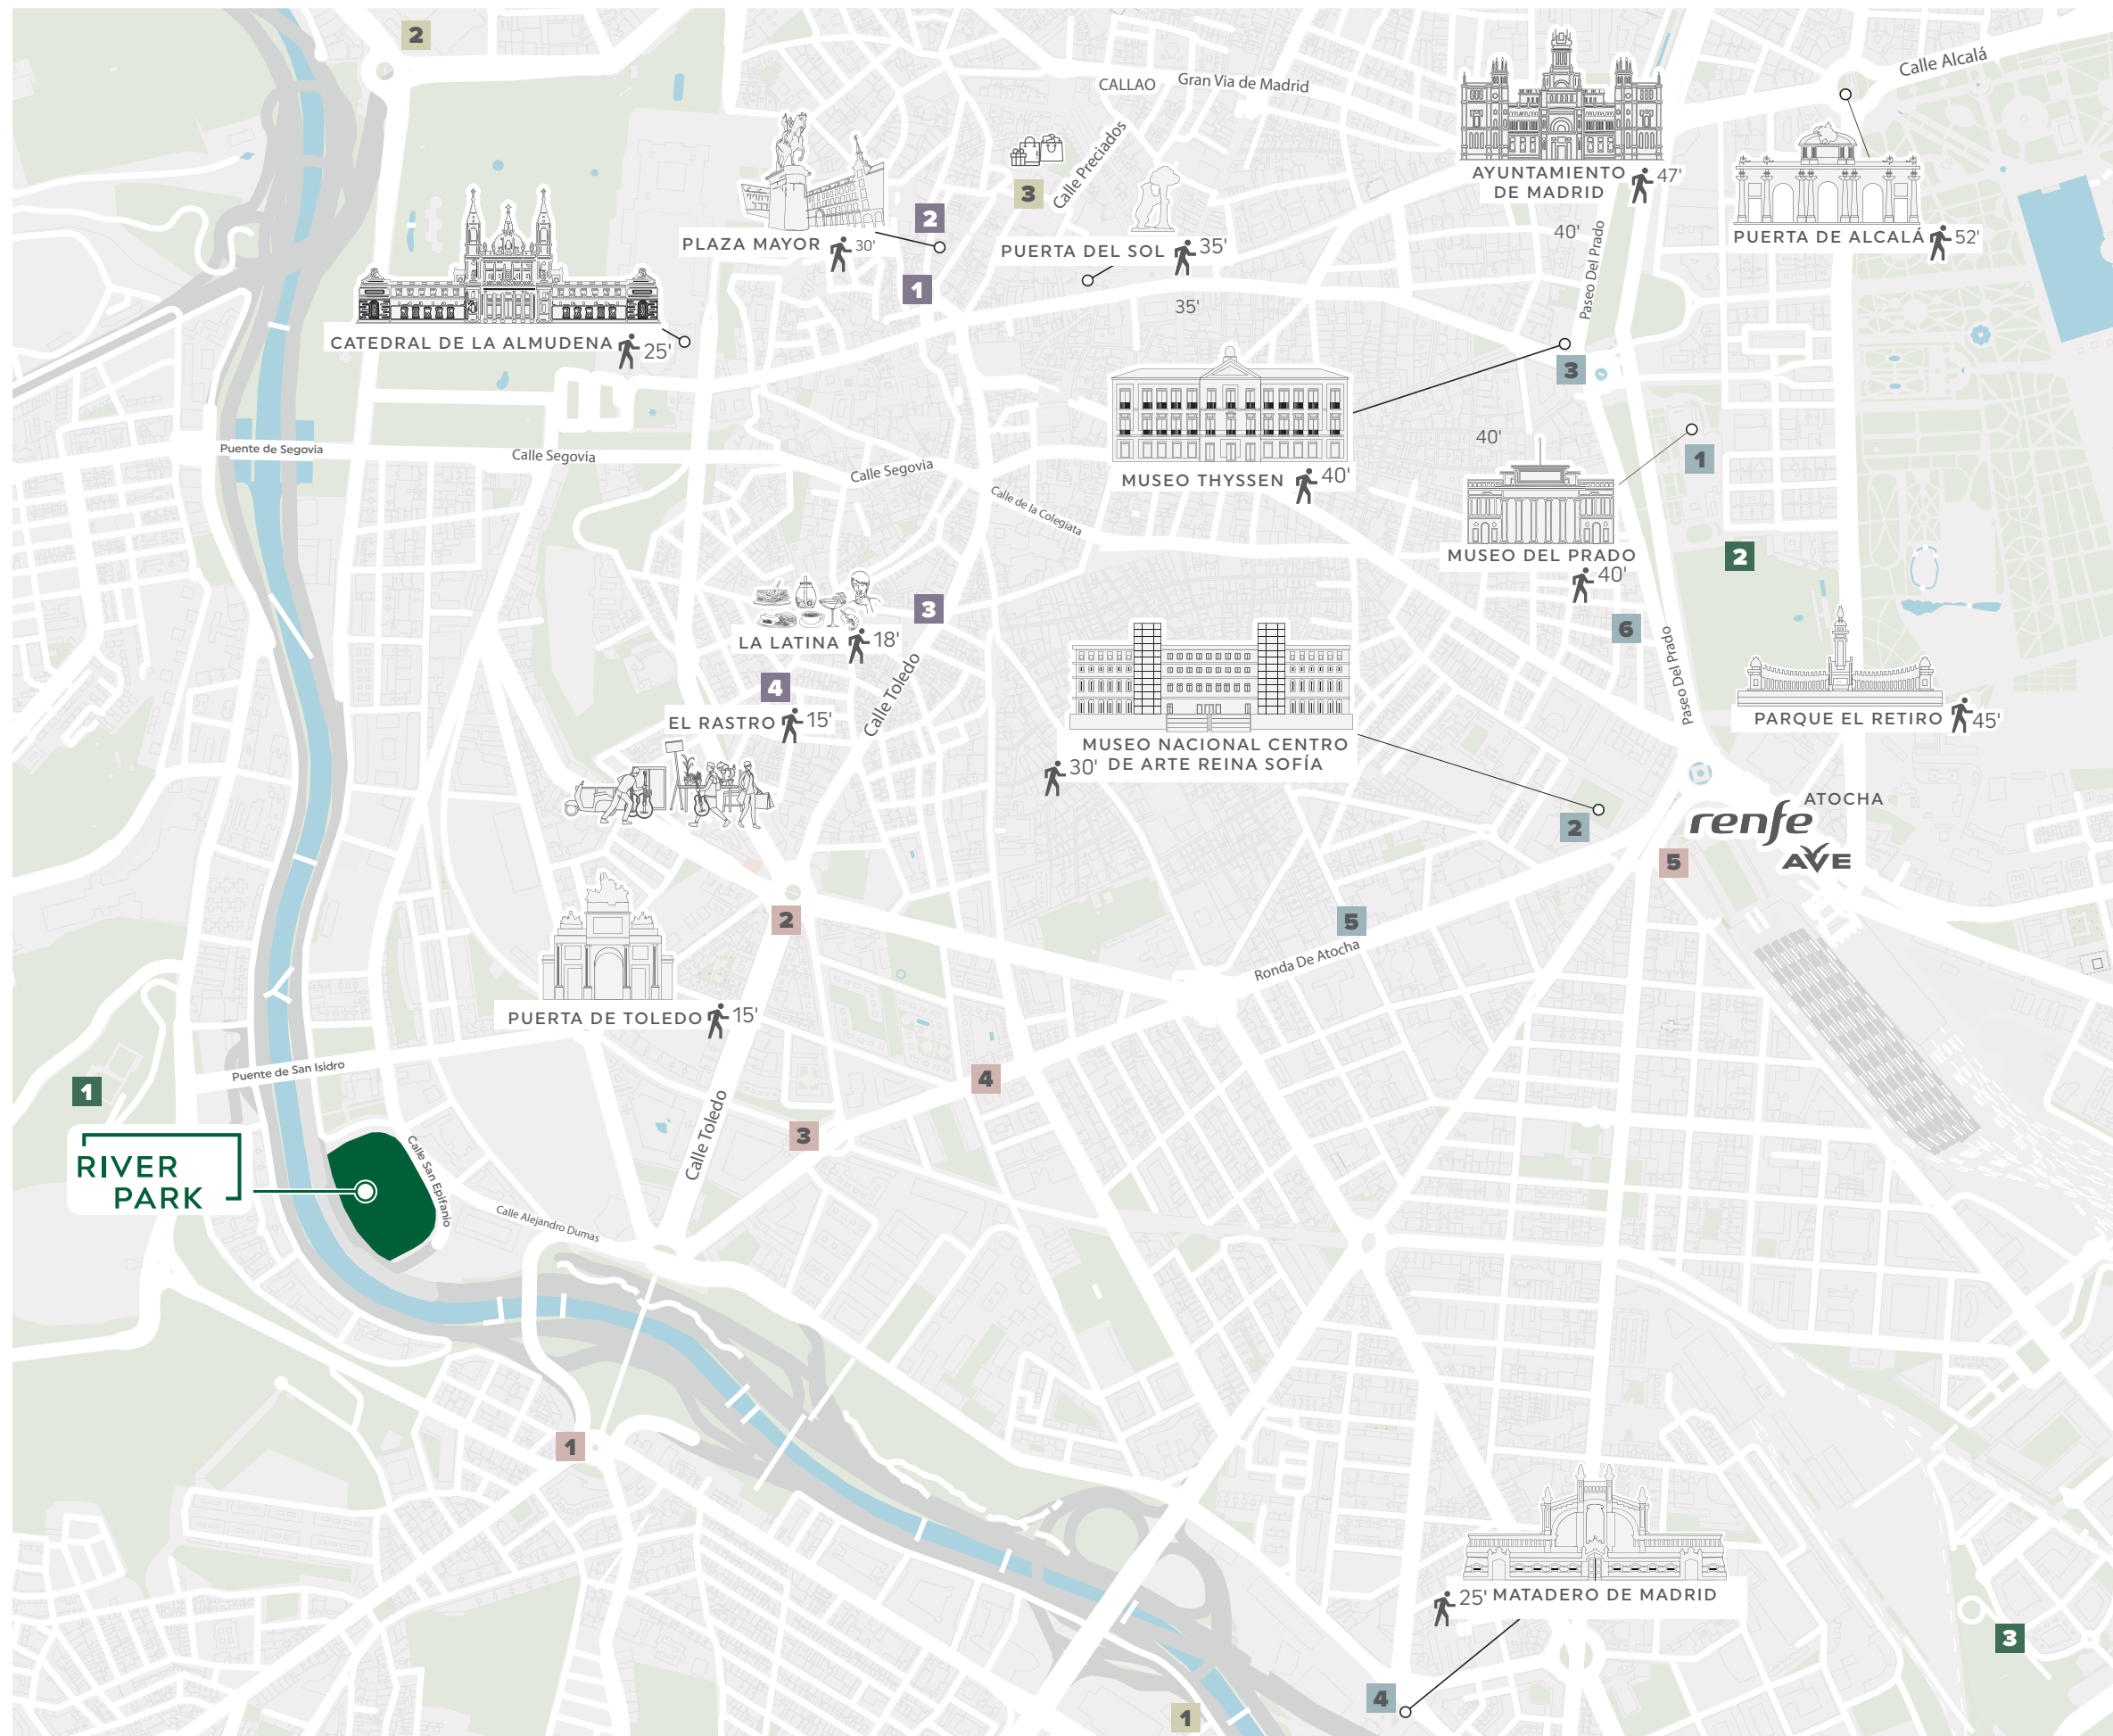 2
CALLAO
Gran Via de Madrid
Calle Alcalá
Calle Preciados
3
AYUNTAMIENTO
DE MADRID
47'
40'
Paseo Del Prado
PUERTA DE ALCALÁ
52'
2
PLAZA MAYOR
30'
PUERTA DEL SOL
35'
35'
1
CATEDRAL DE LA ALMUDENA
25'
3
MUSEO THYSSEN
40'
40'
1
MUSEO DEL PRADO
40'
Puente de Segovia
Calle Segovia
Calle Segovia
Calle de la Colegiata
2
3
LA LATINA
18'
4
EL RASTRO
15'
Calle Toledo
6
Paseo Del Prado
PARQUE EL RETIRO
45'
MUSEO NACIONAL CENTRO
DE ARTE REINA SOFÍA
30'
2
ATOCHA
renfe
AVE
5
2
5
Ronda De Atocha
PUERTA DE TOLEDO
15'
Puente de San Isidro
1
4
3
Calle Toledo
RIVER
PARK
Calle San Epifanio
Calle Alejandro Dumas
1
25'
MATADERO DE MADRID
3
4
1